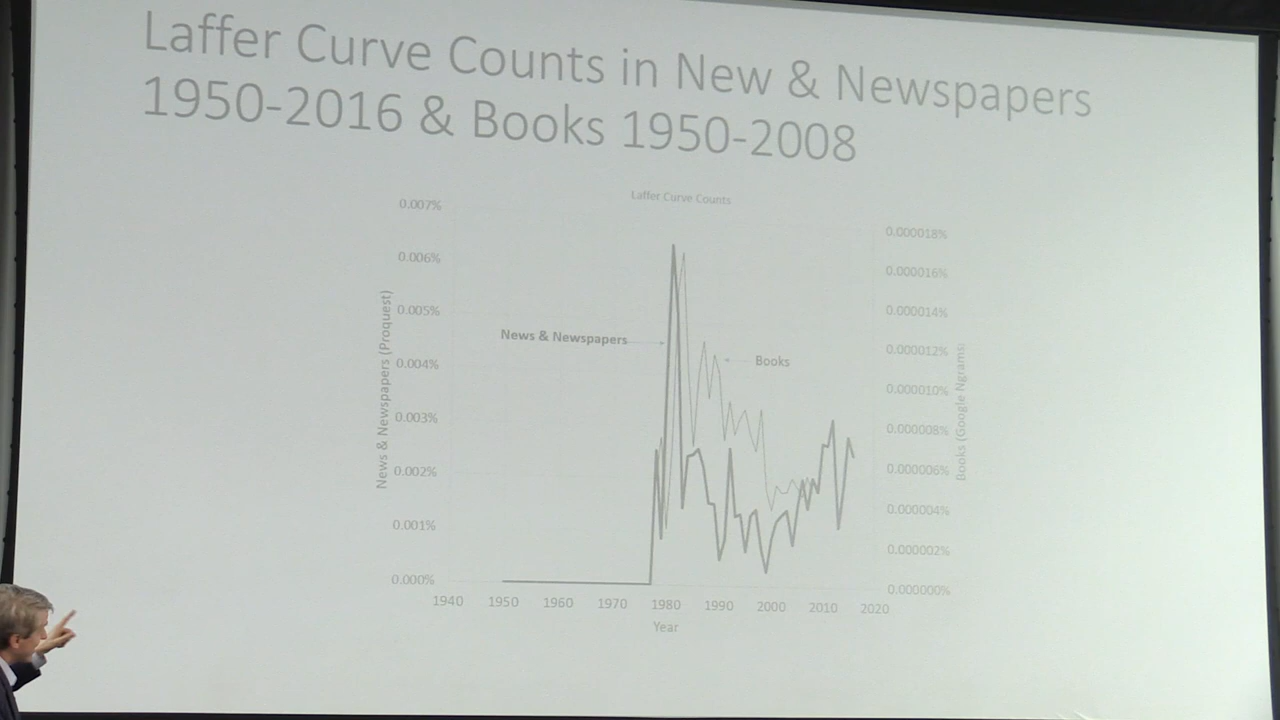 Laffer Curve Counts in New & Newspapers
1950-2016 & Books 1950-2008
Laffer Curve Counts
0.007%
0.006%
0.005%
0.004%
0.003%
0.002%
0.001%
0.000%
News & Newspapers (Proquest)
News & Newspapers
Books
0.000018%
0.000016%
0.000014%
0.000012%
0.000010%
0.000008%
0.000006%
0.000004%
0.000002%
0.000000%
Books (Google Ngrams)
1940 1950 1960 1970 1980 1990 2000 2010 2020
Year